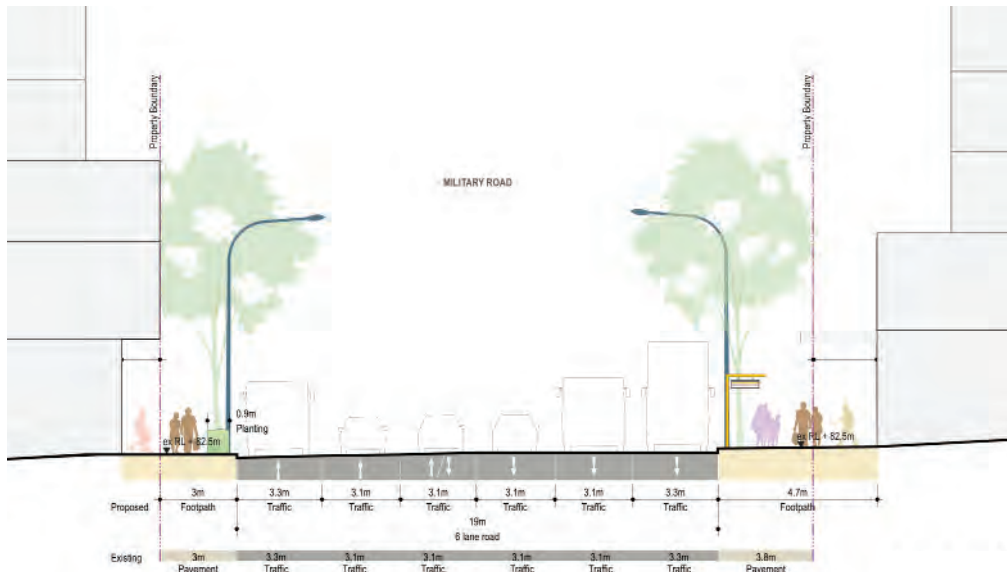 Property Boundary
Property Boundary
MILITARY ROAD
0.9m
Planting
ex RL + 82.5m
ex RL + 82.5m
3m 3.3m 3.1m 3.1m 3.1m 3.1m 3.3m 4.7m
Proposed Footpath Traffic Traffic Traffic Traffic Traffic Traffic Footpath
19m
6 lane road
Existing 3m 3.3m 3.1m 3.1m 3.1m 3.1m 3.3m 3.8m
Pavement Traffic Traffic Traffic Traffic Traffic Traffic Pavement